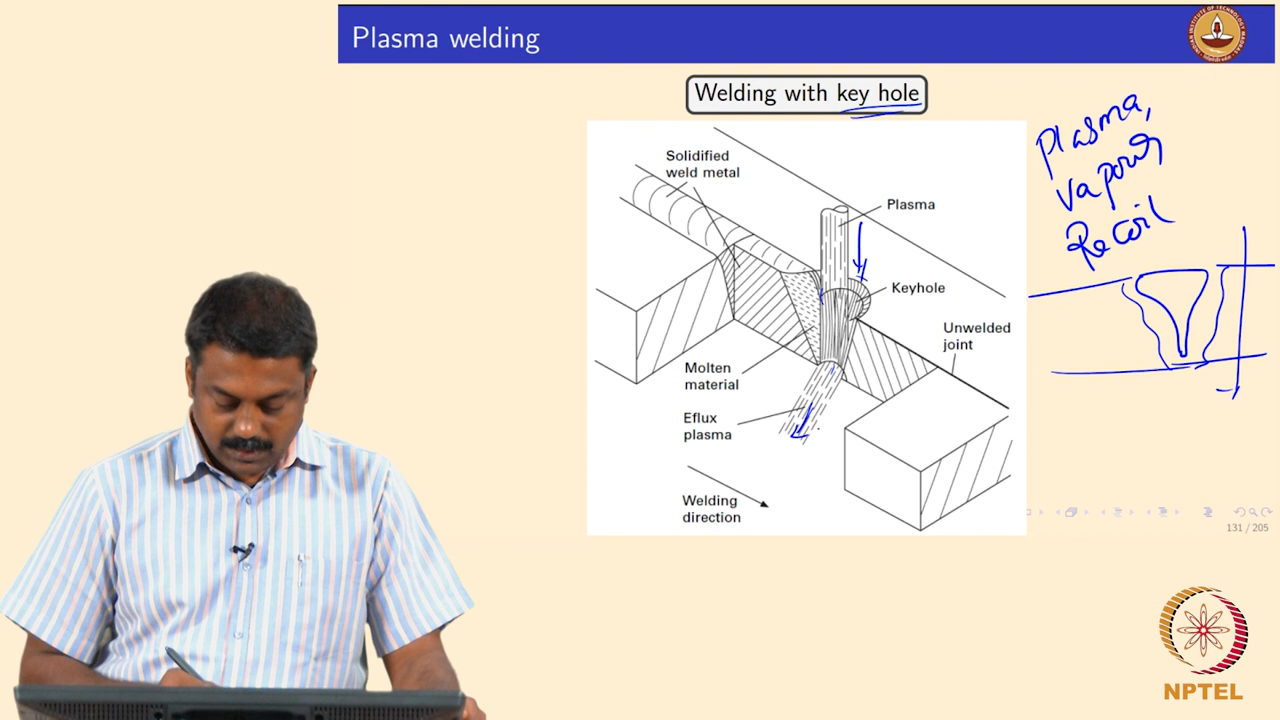 Plasma welding
Welding with key hole
Solidified
weld metal
Plasma
Keyhole
Unwelded
joint
Molten
material
Eflux
plasma
Welding
direction
Plasma,
Vapour
Recoil
131 / 205
NPTEL